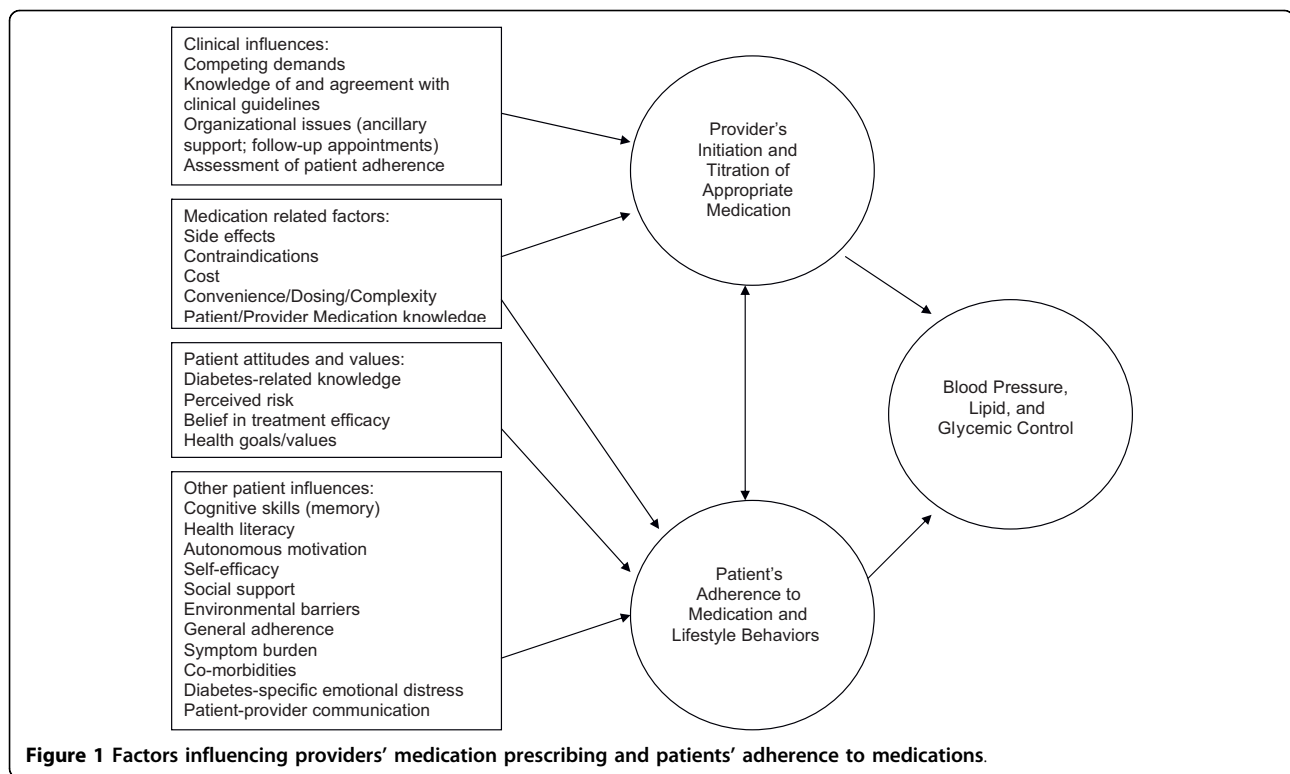 Clinical influences:
Competing demands
Knowledge of and agreement with
clinical guidelines
Organizational issues (ancillary
support; follow-up appointments)
Assessment of patient adherence
Medication related factors:
Side effects
Contraindications
Cost
Convenience/Dosing/Complexity
Patient/Provider Medication knowledge
Patient attitudes and values:
Diabetes-related knowledge
Perceived risk
Belief in treatment efficacy
Health goals/values
Other patient influences:
Cognitive skills (memory)
Health literacy
Autonomous motivation
Self-efficacy
Social support
Environmental barriers
General adherence
Symptom burden
Co-morbidities
Diabetes-specific emotional distress
Patient-provider communication
Provider's
Initiation and
Titration of
Appropriate
Medication
Patient's
Adherence to
Medication and
Lifestyle Behaviors
Blood Pressure,
Lipid, and
Glycemic Control
Figure 1 Factors influencing providers' medication prescribing and patients' adherence to medications.